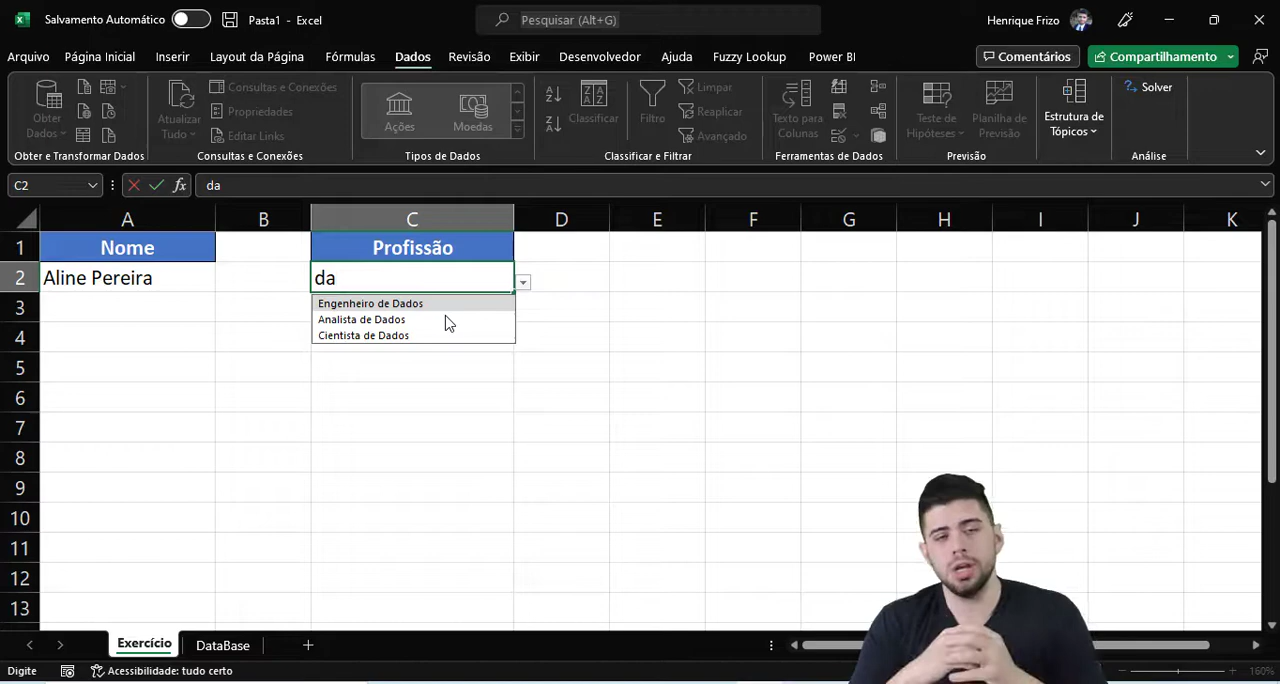 Salvamento Automático
Pasta1 - Excel
Pesquisar (Alt+G)
Henrique Frizo
Arquivo Página Inicial Inserir Layout da Página Fórmulas Dados Revisão Exibir Desenvolvedor Ajuda Fuzzy Lookup Power BI
Comentários
Compartilhamento
Obter
Dados
Atualizar
Tudo
Consultas e Conexões
Propriedades
Editar Links
Ações
Moedas
Classificar
Filtro
Limpar
Reaplicar
Avançado
Texto para
Colunas
Teste de
Hipóteses
Planilha de
Previsão
Estrutura de
Tópicos
Solver
Obter e Transformar Dados
Consultas e Conexões
Tipos de Dados
Classificar e Filtrar
Ferramentas de Dados
Previsão
Análise
C2
fx
da
A B C D E F G H I J K
1 Nome Profissão
2 Aline Pereira da
Engenheiro de Dados
Analista de Dados
Cientista de Dados
3
4
5
6
7
8
9
10
11
12
13
Exercício
DataBase
Digite
Acessibilidade: tudo certo
160%